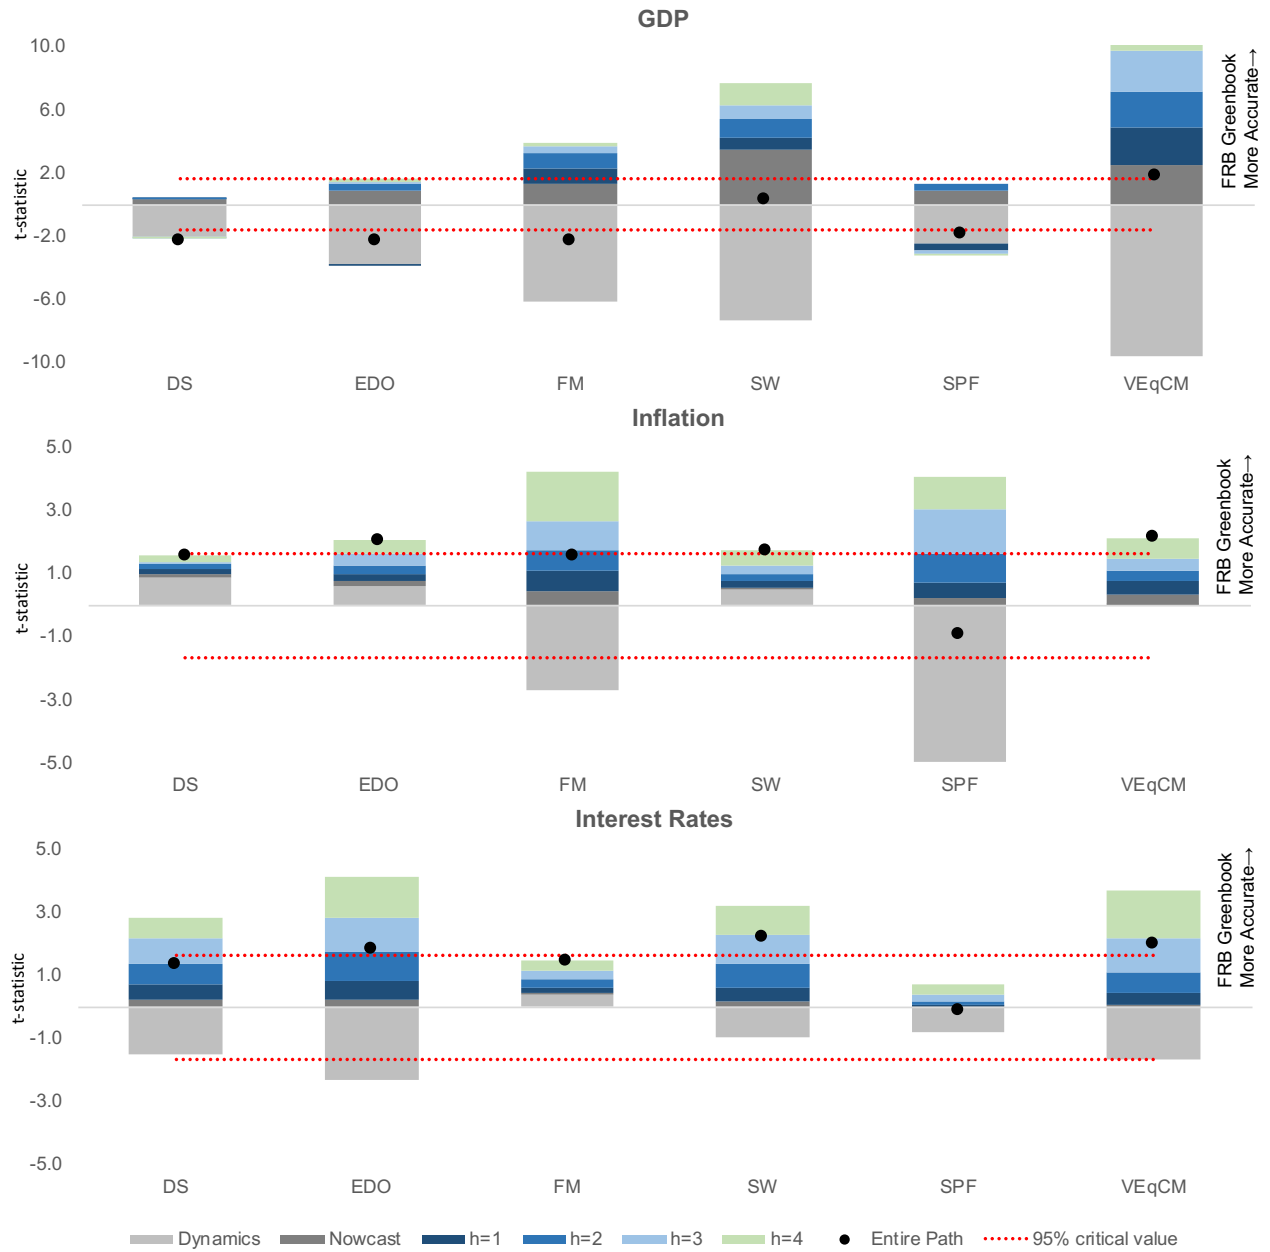 GDP
10.0
6.0
2.0
-2.0
-6.0
-10.0
t-statistic
FRB Greenbook
More Accurate→
DS EDO FM SW SPF VEqCM
Inflation
5.0
3.0
1.0
-1.0
-3.0
-5.0
t-statistic
FRB Greenbook
More Accurate→
DS EDO FM SW SPF VEqCM
Interest Rates
5.0
3.0
1.0
-1.0
-3.0
-5.0
t-statistic
FRB Greenbook
More Accurate→
DS EDO FM SW SPF VEqCM
Dynamics Nowcast h=1 h=2 h=3 h=4 Entire Path 95% critical value